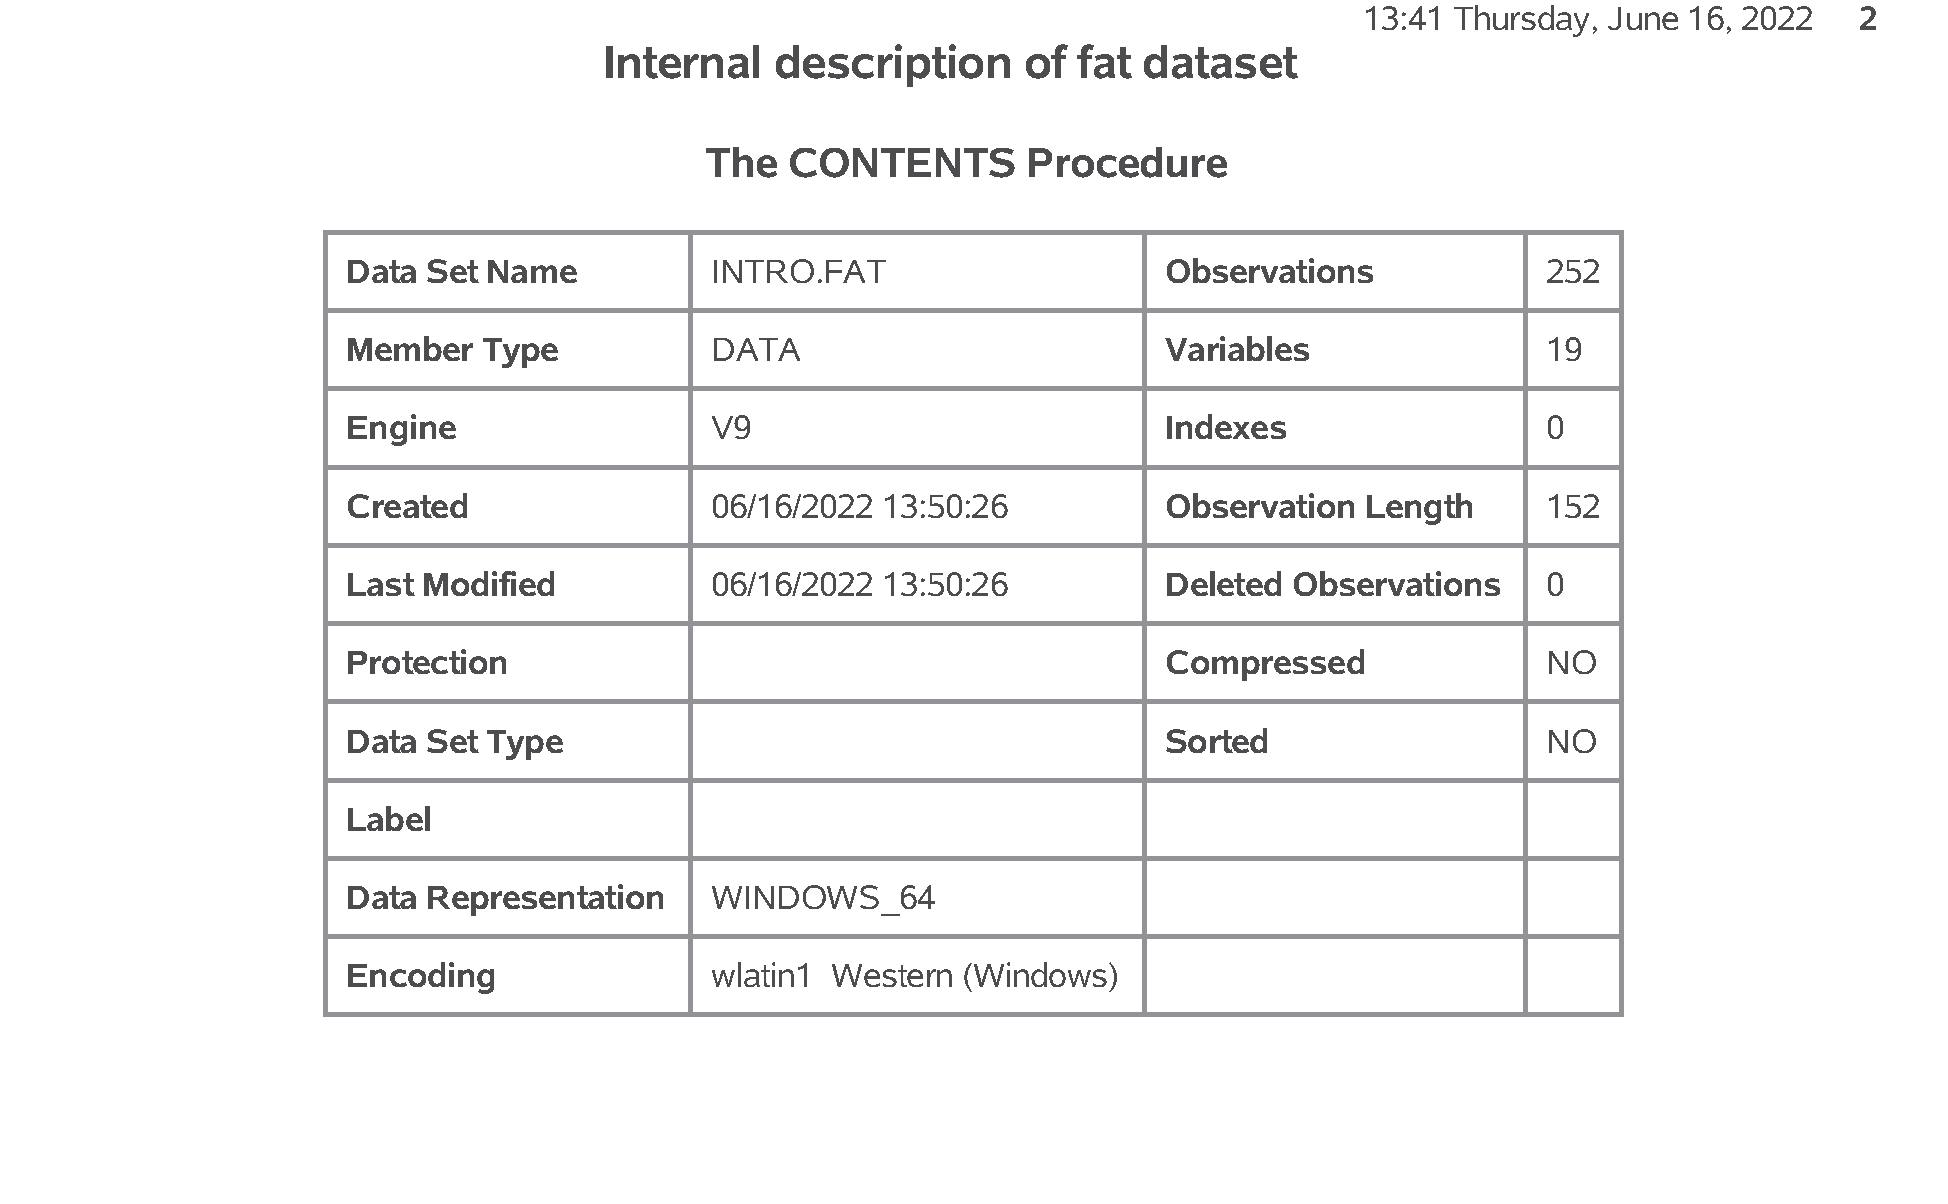 13:41 Thursday, June 16, 2022 2
Internal description of fat dataset
The CONTENTS Procedure
Data Set Name INTRO.FAT Observations 252
Member Type DATA Variables 19
Engine V9 Indexes 0
Created 06/16/2022 13:50:26 Observation Length 152
Last Modified 06/16/2022 13:50:26 Deleted Observations 0
Protection Compressed NO
Data Set Type Sorted NO
Label
Data Representation WINDOWS_64
Encoding wlatin1 Western (Windows)